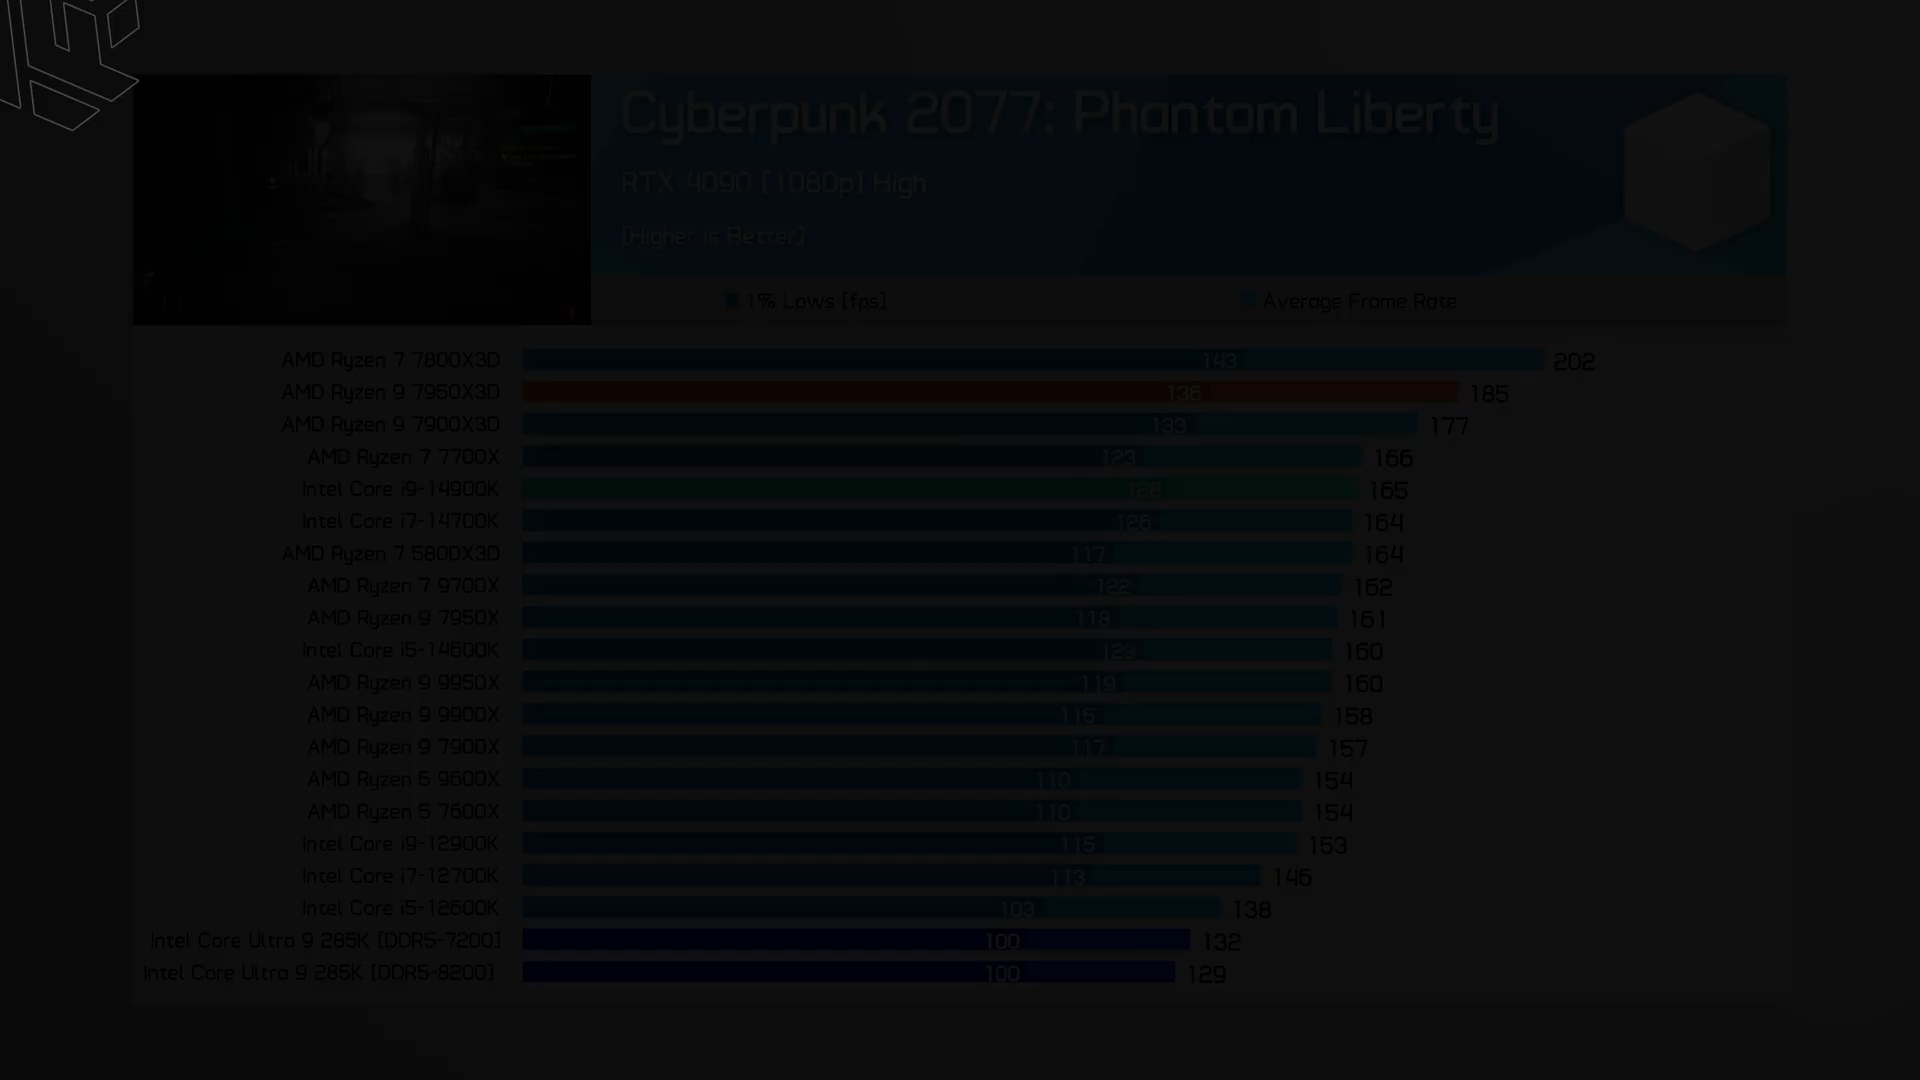 Cyberpunk 2077: Phantom Liberty
RTX 4090 [1080p] High
[Higher is Better]
1% Lows [fps] Average Frame Rate
AMD Ryzen 7 7800X3D 143 202
AMD Ryzen 9 7950X3D 136 185
AMD Ryzen 9 7900X3D 133 177
AMD Ryzen 7 7700X 123 166
Intel Core i9-14900K 128 165
Intel Core i7-14700K 126 164
AMD Ryzen 7 5800X3D 117 164
AMD Ryzen 7 9700X 122 162
AMD Ryzen 9 7950X 118 161
Intel Core i5-14600K 123 160
AMD Ryzen 9 9950X 119 160
AMD Ryzen 9 9900X 115 158
AMD Ryzen 9 7900X 117 157
AMD Ryzen 5 9600X 110 154
AMD Ryzen 5 7600X 110 154
Intel Core i9-12900K 115 153
Intel Core i7-12700K 113 146
Intel Core i5-12600K 103 138
Intel Core Ultra 9 285K [DDR5-7200] 100 132
Intel Core Ultra 9 285K [DDR5-8200] 100 129